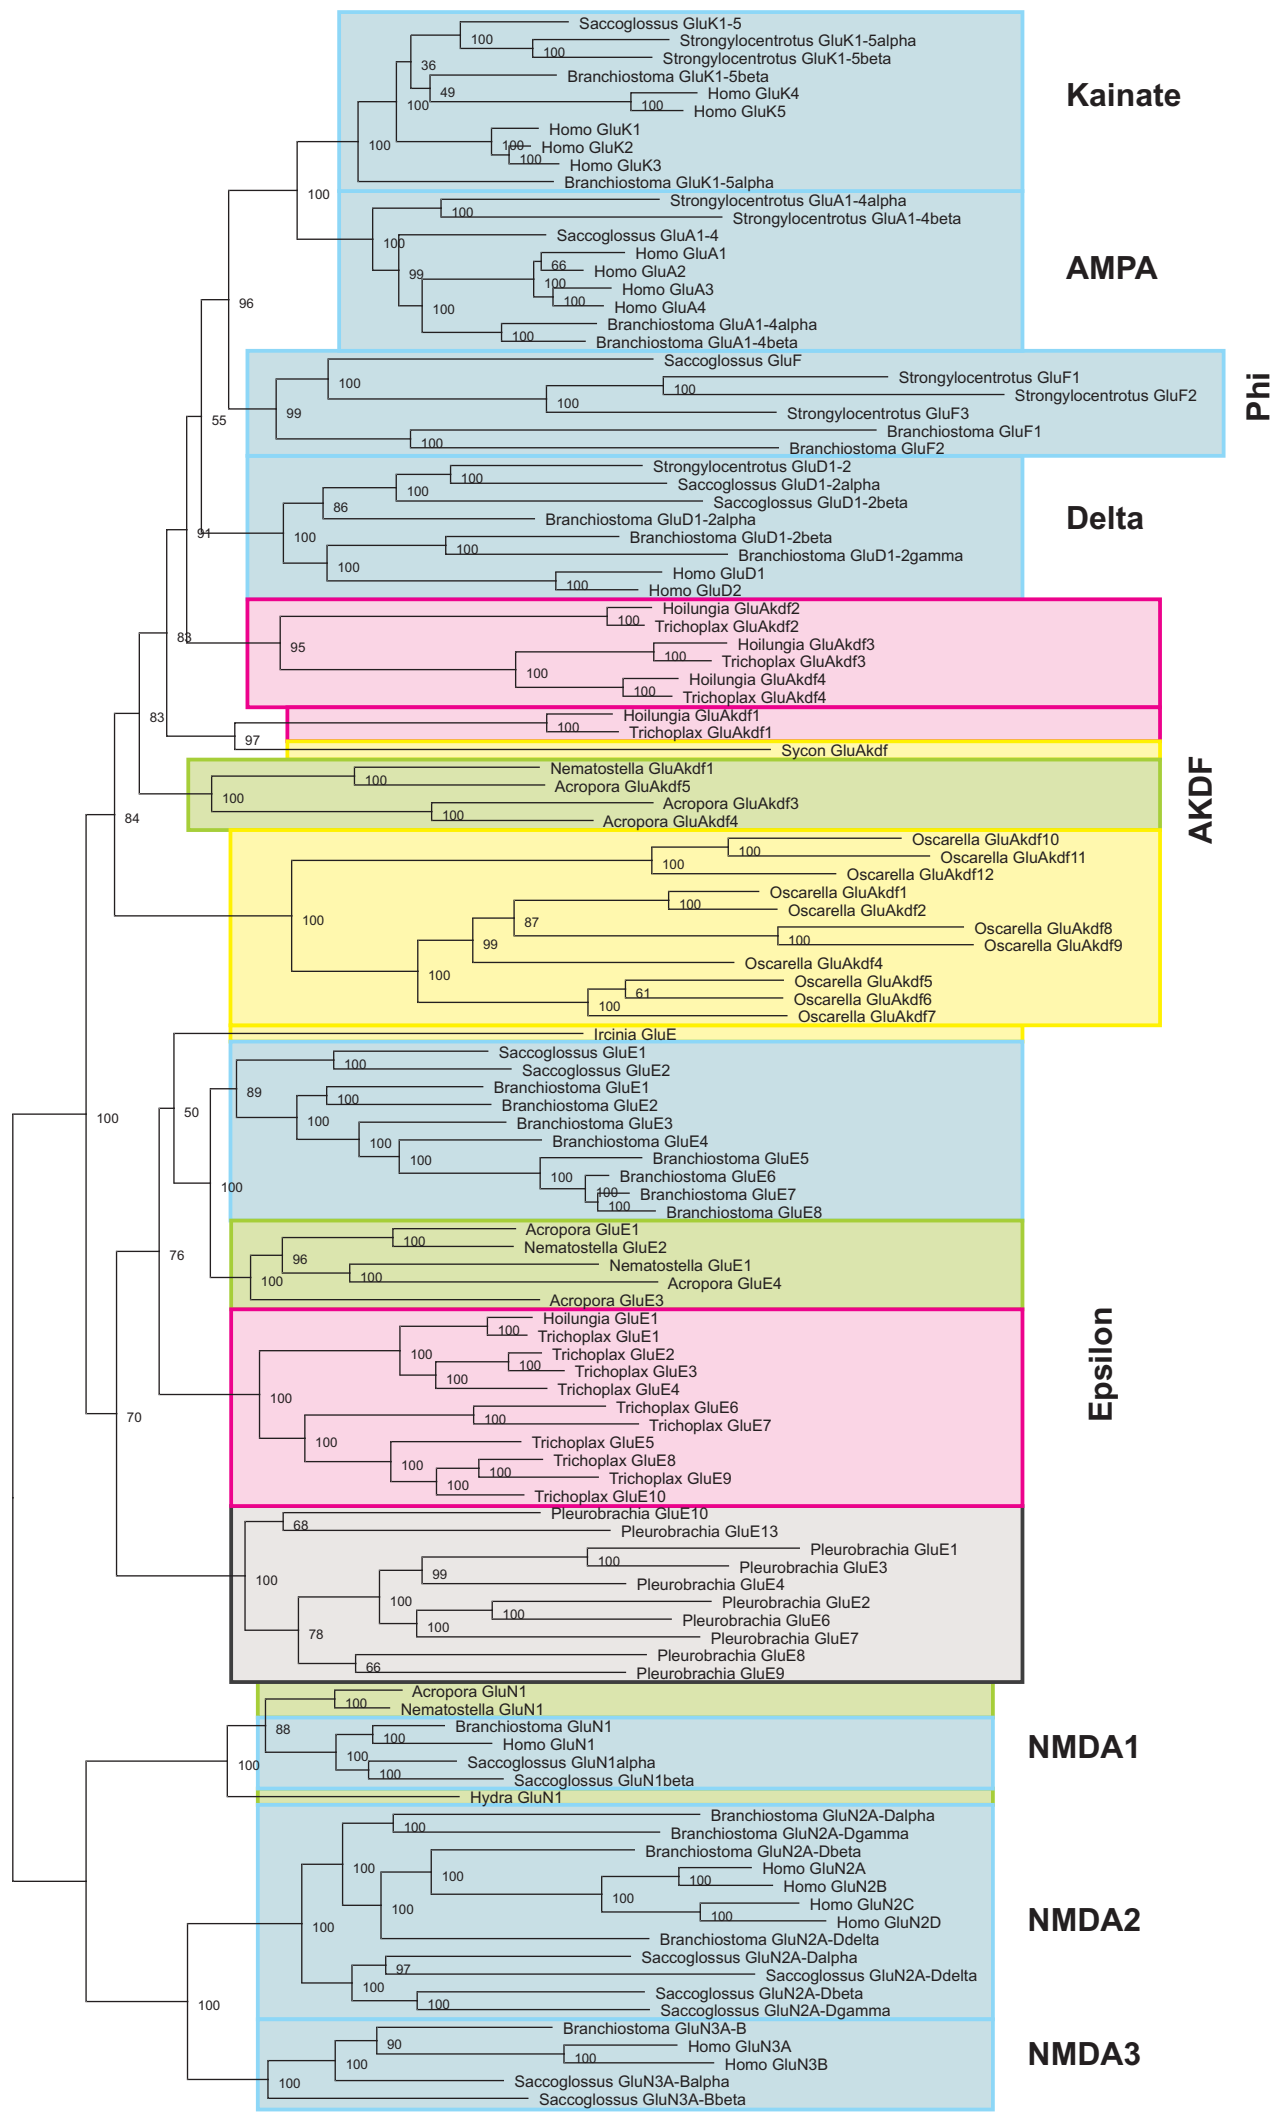 Saccoglossus GluK1-5
100
Strongylocentrotus GluK1-5alpha
100
Strongylocentrotus GluK1-5beta
36
Branchiostoma GluK1-5beta
49
Homo GluK4
100
100
Homo GluK5
Kainate
Homo GluK1
100
100
Homo GluK2
100
Homo GluK3
Branchiostoma GluK1-5alpha
100
Strongylocentrotus GluA1-4alpha
100
Strongylocentrotus GluA1-4beta
100
Saccoglossus GluA1-4
Homo GluA1
66
99
Homo GluA2
AMPA
100
Homo GluA3
100
Homo GluA4
96
100
Branchiostoma GluA1-4alpha
100
Branchiostoma GluA1-4beta
Saccoglossus GluF
100
Strongylocentrotus GluF1
100
Strongylocentrotus GluF2
Phi
100
99
Strongylocentrotus GluF3
55
Branchiostoma GluF1
100
Branchiostoma GluF2
Strongylocentrotus GluD1-2
100
Saccoglossus GluD1-2alpha
100
Saccoglossus GluD1-2beta
86
Branchiostoma GluD1-2alpha
Delta
91
100
Branchiostoma GluD1-2beta
100
Branchiostoma GluD1-2gamma
100
Homo GluD1
100
Homo GluD2
Hoilungia GluAkdf2
100
Trichoplax GluAkdf2
83
95
Hoilungia GluAkdf3
100
Trichoplax GluAkdf3
100
Hoilungia GluAkdf4
100
Trichoplax GluAkdf4
83
Hoilungia GluAkdf1
100
Trichoplax GluAkdf1
97
Sycon GluAkdf
Nematostella GluAkdf1
100
Acropora GluAkdf5
100
Acropora GluAkdf3
100
Acropora GluAkdf4
AKDF
84
Oscarella GluAkdf10
100
Oscarella GluAkdf11
100
Oscarella GluAkdf12
Oscarella GluAkdf1
100
Oscarella GluAkdf2
100
87
Oscarella GluAkdf8
100
Oscarella GluAkdf9
99
Oscarella GluAkdf4
100
Oscarella GluAkdf5
61
Oscarella GluAkdf6
100
Oscarella GluAkdf7
Ircinia GluE
Saccoglossus GluE1
100
Saccoglossus GluE2
89
Branchiostoma GluE1
100
Branchiostoma GluE2
50
100
100
Branchiostoma GluE3
100
Branchiostoma GluE4
100
Branchiostoma GluE5
100
Branchiostoma GluE6
100
100
Branchiostoma GluE7
100
Branchiostoma GluE8
Acropora GluE1
100
Nematostella GluE2
76
96
Nematostella GluE1
100
100
Acropora GluE4
Acropora GluE3
Hoilungia GluE1
100
Trichoplax GluE1
100
Trichoplax GluE2
100
Trichoplax GluE3
100
Trichoplax GluE4
Epsilon
100
Trichoplax GluE6
100
Trichoplax GluE7
70
100
Trichoplax GluE5
100
Trichoplax GluE8
100
Trichoplax GluE9
100
Trichoplax GluE10
Pleurobrachia GluE10
68
Pleurobrachia GluE13
Pleurobrachia GluE1
100
Pleurobrachia GluE3
99
100
Pleurobrachia GluE4
100
Pleurobrachia GluE2
100
Pleurobrachia GluE6
100
78
Pleurobrachia GluE7
Pleurobrachia GluE8
66
Pleurobrachia GluE9
Acropora GluN1
100
Nematostella GluN1
88
Branchiostoma GluN1
100
Homo GluN1
NMDA1
100
100
Saccoglossus GluN1alpha
100
Saccoglossus GluN1beta
Hydra GluN1
Branchiostoma GluN2A-Dalpha
100
Branchiostoma GluN2A-Dgamma
Branchiostoma GluN2A-Dbeta
100
100
Homo GluN2A
100
Homo GluN2B
100
100
Homo GluN2C
100
Homo GluN2D
NMDA2
100
Branchiostoma GluN2A-Ddelta
Saccoglossus GluN2A-Dalpha
97
Saccoglossus GluN2A-Ddelta
100
Saccoglossus GluN2A-Dbeta
100
Saccoglossus GluN2A-Dgamma
100
Branchiostoma GluN3A-B
90
Homo GluN3A
100
Homo GluN3B
NMDA3
100
Saccoglossus GluN3A-Balpha
100
Saccoglossus GluN3A-Bbeta